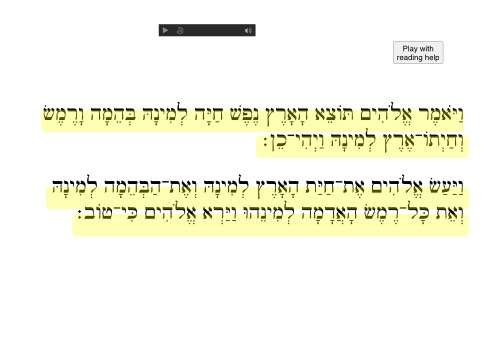 Play with
reading help
וַיֹּאמֶר אֱלֹהִים תּוֹצֵא הָאָרֶץ נֶפֶשׁ חַיָּה לְמִינָהּ בְּהֵמָה וָרֶמֶשׂ
וְחַיְתוֹ־אֶרֶץ לְמִינָהּ וַיְהִי־כֵן:
וַיַּעַשׂ אֱלֹהִים אֶת־חַיַּת הָאָרֶץ לְמִינָהּ וְאֶת־הַבְּהֵמָה לְמִינָהּ
וְאֵת כָּל־רֶמֶשׂ הָאֲדָמָה לְמִינֵהוּ וַיַּרְא אֱלֹהִים כִּי־טוֹב: